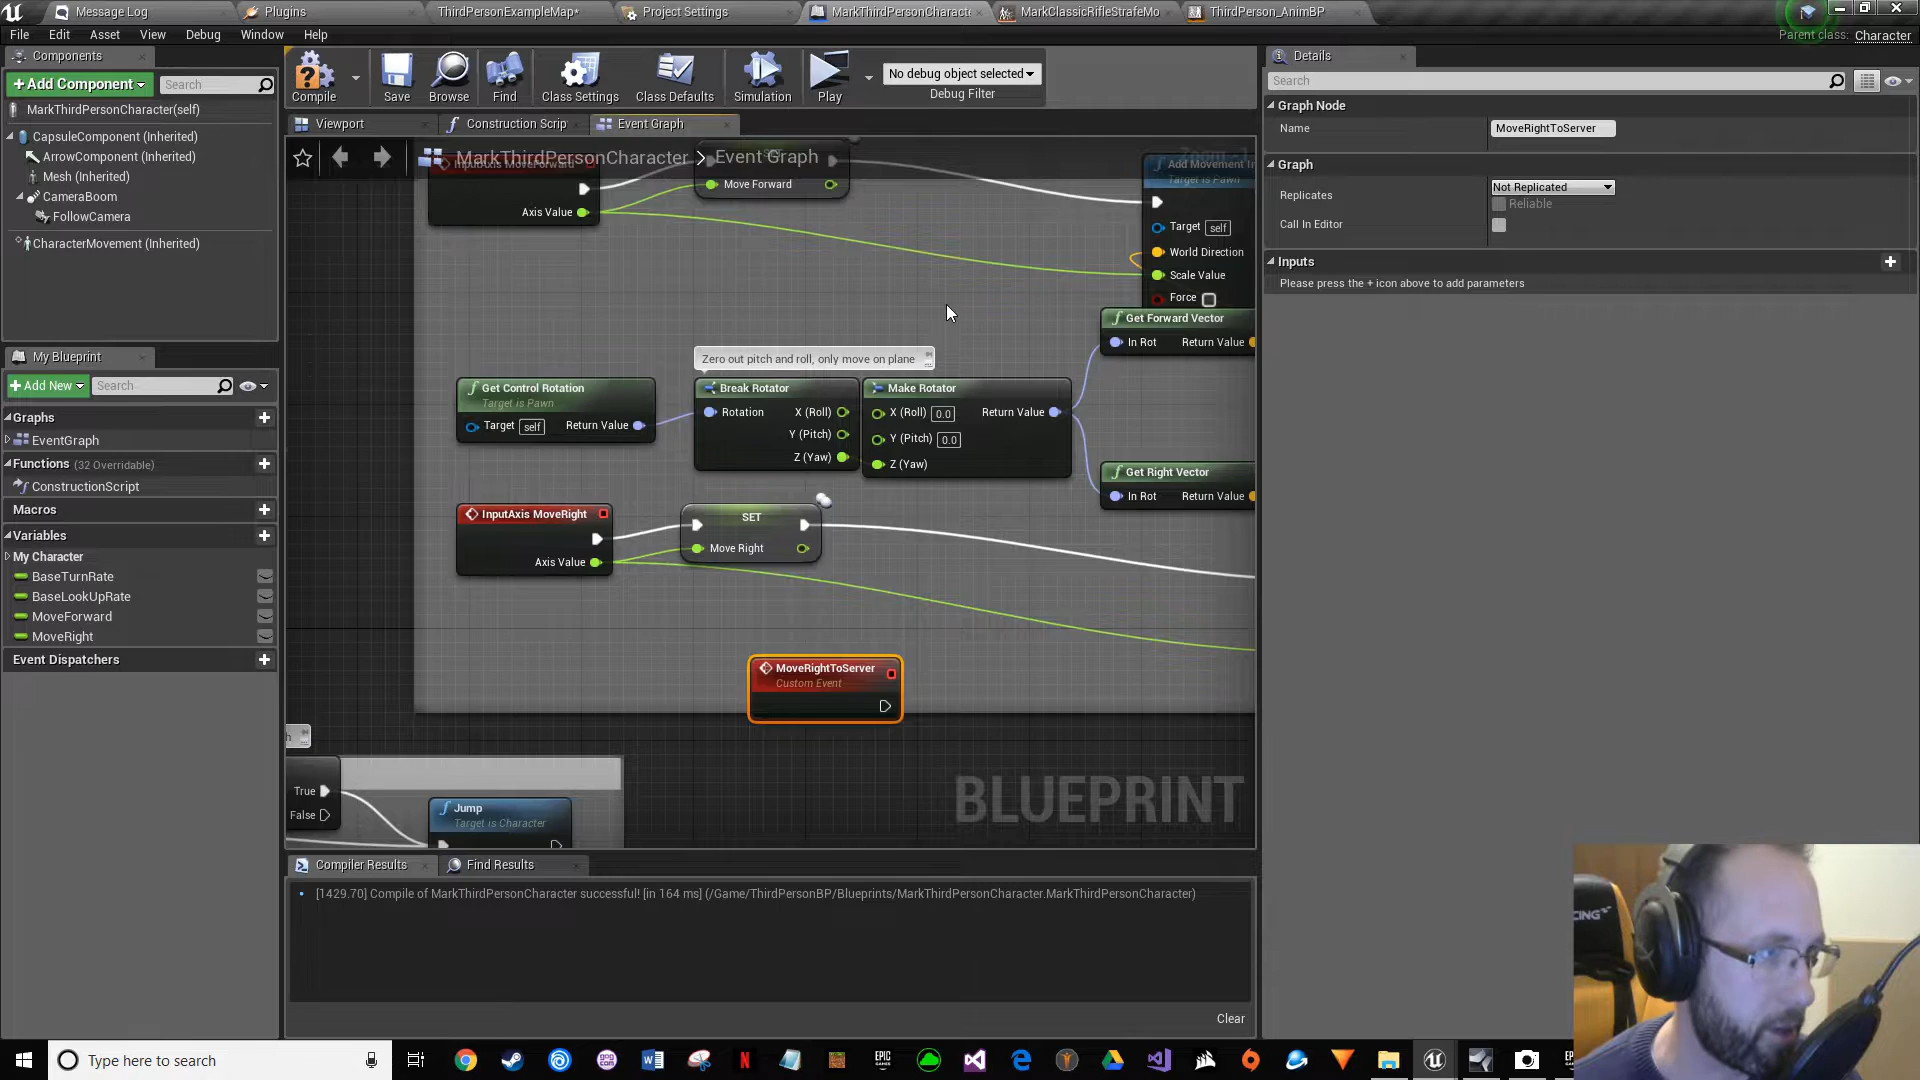 Message Log
Plugins
ThirdPersonExampleMap*
Project Settings
MarkThirdPersonCharact
MarkClassicRifleStrafeMo
ThirdPerson_AnimBP
File Edit Asset View Debug Window Help
Parent class: Character
Components
+Add Component
Search
MarkThirdPersonCharacter(self)
CapsuleComponent (Inherited)
ArrowComponent (Inherited)
Mesh (Inherited)
CameraBoom
FollowCamera
CharacterMovement (Inherited)
My Blueprint
+Add New
Search
Graphs
EventGraph
Functions (32 Overridable)
ConstructionScript
Macros
Variables
My Character
BaseTurnRate
BaseLookUpRate
MoveForward
MoveRight
Event Dispatchers
Compile
Save
Browse
Find
Class Settings
Class Defaults
Simulation
Play
No debug object selected
Debug Filter
Viewport
Construction Scrip
Event Graph
MarkThirdPersonCharacter > Event Graph
InputAxis MoveForward
Axis Value
SET
Move Forward
Add Movement In
Target is Pawn
Target self
World Direction
Scale Value
Force
Get Forward Vector
In Rot Return Value
Zero out pitch and roll, only move on plane
Get Control Rotation
Target is Pawn
Target self Return Value
Break Rotator
Rotation X (Roll)
Y (Pitch)
Z (Yaw)
Make Rotator
X (Roll) 0.0 Return Value
Y (Pitch) 0.0
Z (Yaw)
Get Right Vector
In Rot Return Value
InputAxis MoveRight
Axis Value
SET
Move Right
MoveRightToServer
Custom Event
h
True
False
Jump
Target is Character
BLUEPRINT
Compiler Results
Find Results
[1429.70] Compile of MarkThirdPersonCharacter successful! [in 164 ms] (/Game/ThirdPersonBP/Blueprints/MarkThirdPersonCharacter.MarkThirdPersonCharacter)
Clear
Details
Search
Graph Node
Name MoveRightToServer
Graph
Replicates Not Replicated
Reliable
Call In Editor
Inputs
Please press the + icon above to add parameters
Type here to search